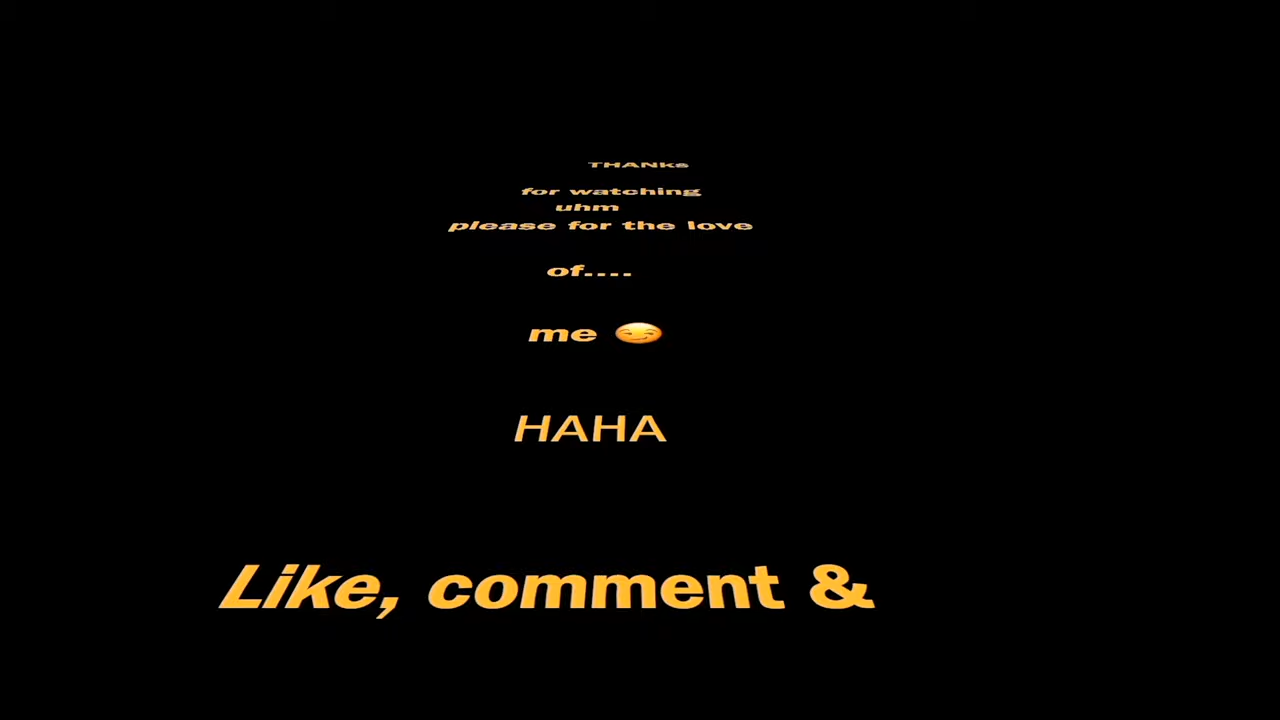 THANks
for watching
uhm
please for the love
of....
me 😏
HAHA
Like, comment &